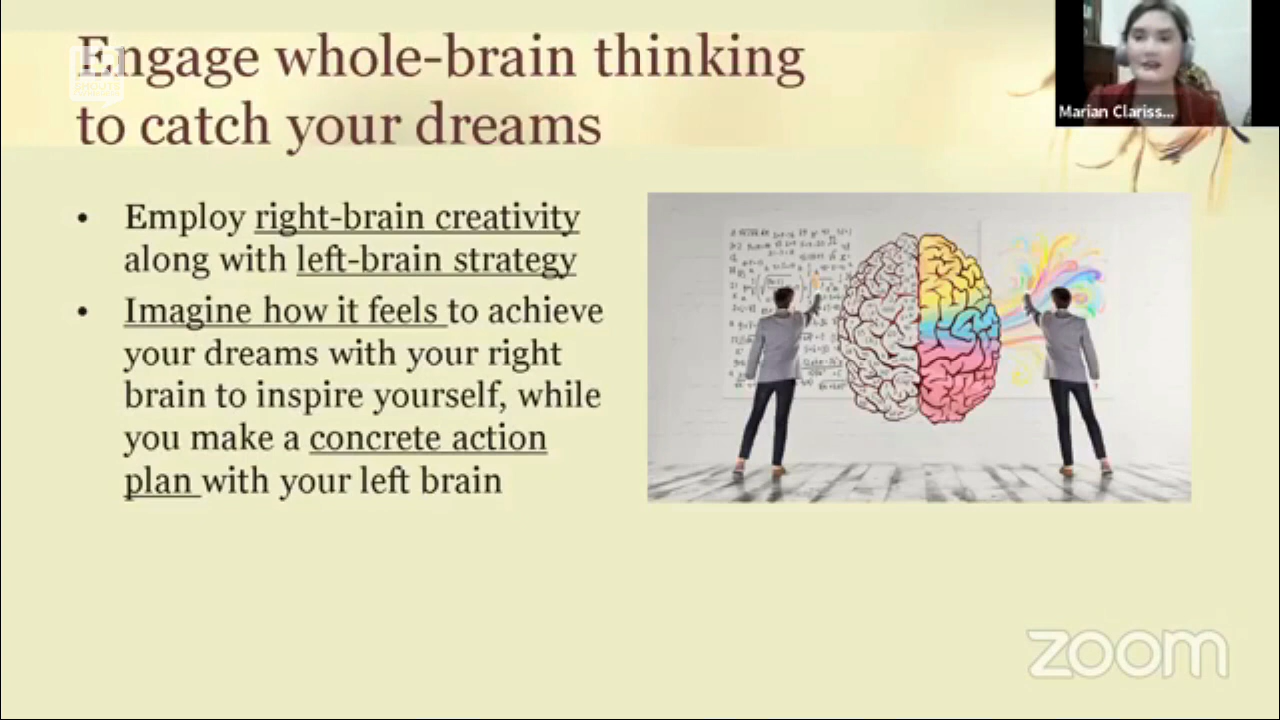 Engage whole-brain thinking
to catch your dreams
Marian Clariss...
• Employ right-brain creativity
along with left-brain strategy
• Imagine how it feels to achieve
your dreams with your right
brain to inspire yourself, while
you make a concrete action
plan with your left brain
zoom